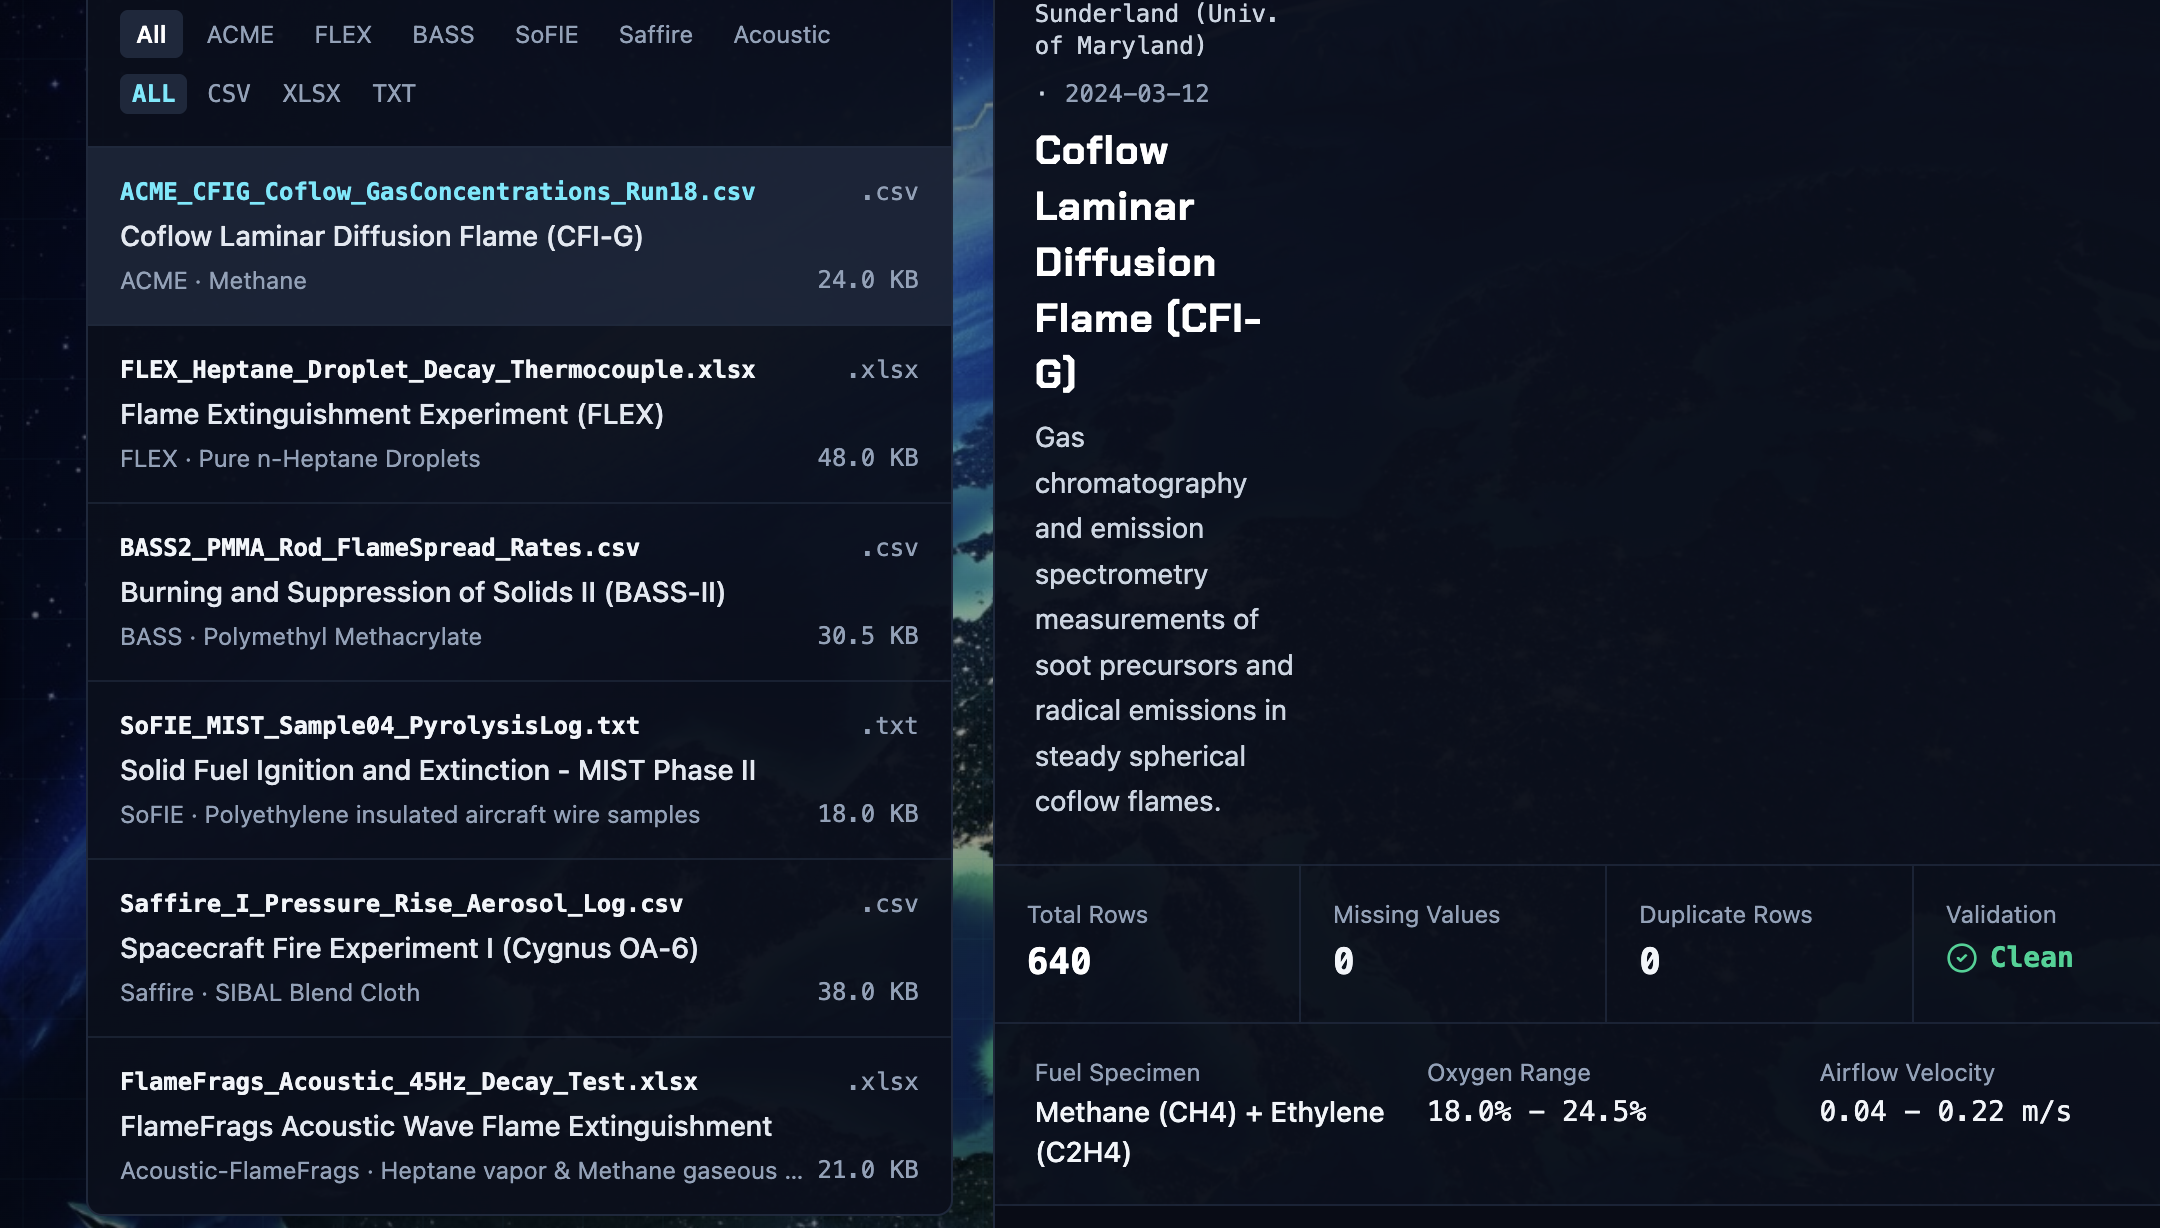 All ACME FLEX BASS SoFIE Saffire Acoustic
ALL CSV XLSX TXT
ACME_CFIG_Coflow_GasConcentrations_Run18.csv .csv
Coflow Laminar Diffusion Flame (CFI-G)
ACME · Methane 24.0 KB
FLEX_Heptane_Droplet_Decay_Thermocouple.xlsx .xlsx
Flame Extinguishment Experiment (FLEX)
FLEX · Pure n-Heptane Droplets 48.0 KB
BASS2_PMMA_Rod_FlameSpread_Rates.csv .csv
Burning and Suppression of Solids II (BASS-II)
BASS · Polymethyl Methacrylate 30.5 KB
SoFIE_MIST_Sample04_PyrolysisLog.txt .txt
Solid Fuel Ignition and Extinction - MIST Phase II
SoFIE · Polyethylene insulated aircraft wire samples 18.0 KB
Saffire_I_Pressure_Rise_Aerosol_Log.csv .csv
Spacecraft Fire Experiment I (Cygnus OA-6)
Saffire · SIBAL Blend Cloth 38.0 KB
FlameFrags_Acoustic_45Hz_Decay_Test.xlsx .xlsx
FlameFrags Acoustic Wave Flame Extinguishment
Acoustic-FlameFrags · Heptane vapor & Methane gaseous ... 21.0 KB
Sunderland (Univ.
of Maryland)
· 2024-03-12
Coflow
Laminar
Diffusion
Flame (CFI-
G)
Gas
chromatography
and emission
spectrometry
measurements of
soot precursors and
radical emissions in
steady spherical
coflow flames.
Total Rows
640
Missing Values
0
Duplicate Rows
0
Validation
Clean
Fuel Specimen
Methane (CH4) + Ethylene
(C2H4)
Oxygen Range
18.0% – 24.5%
Airflow Velocity
0.04 – 0.22 m/s